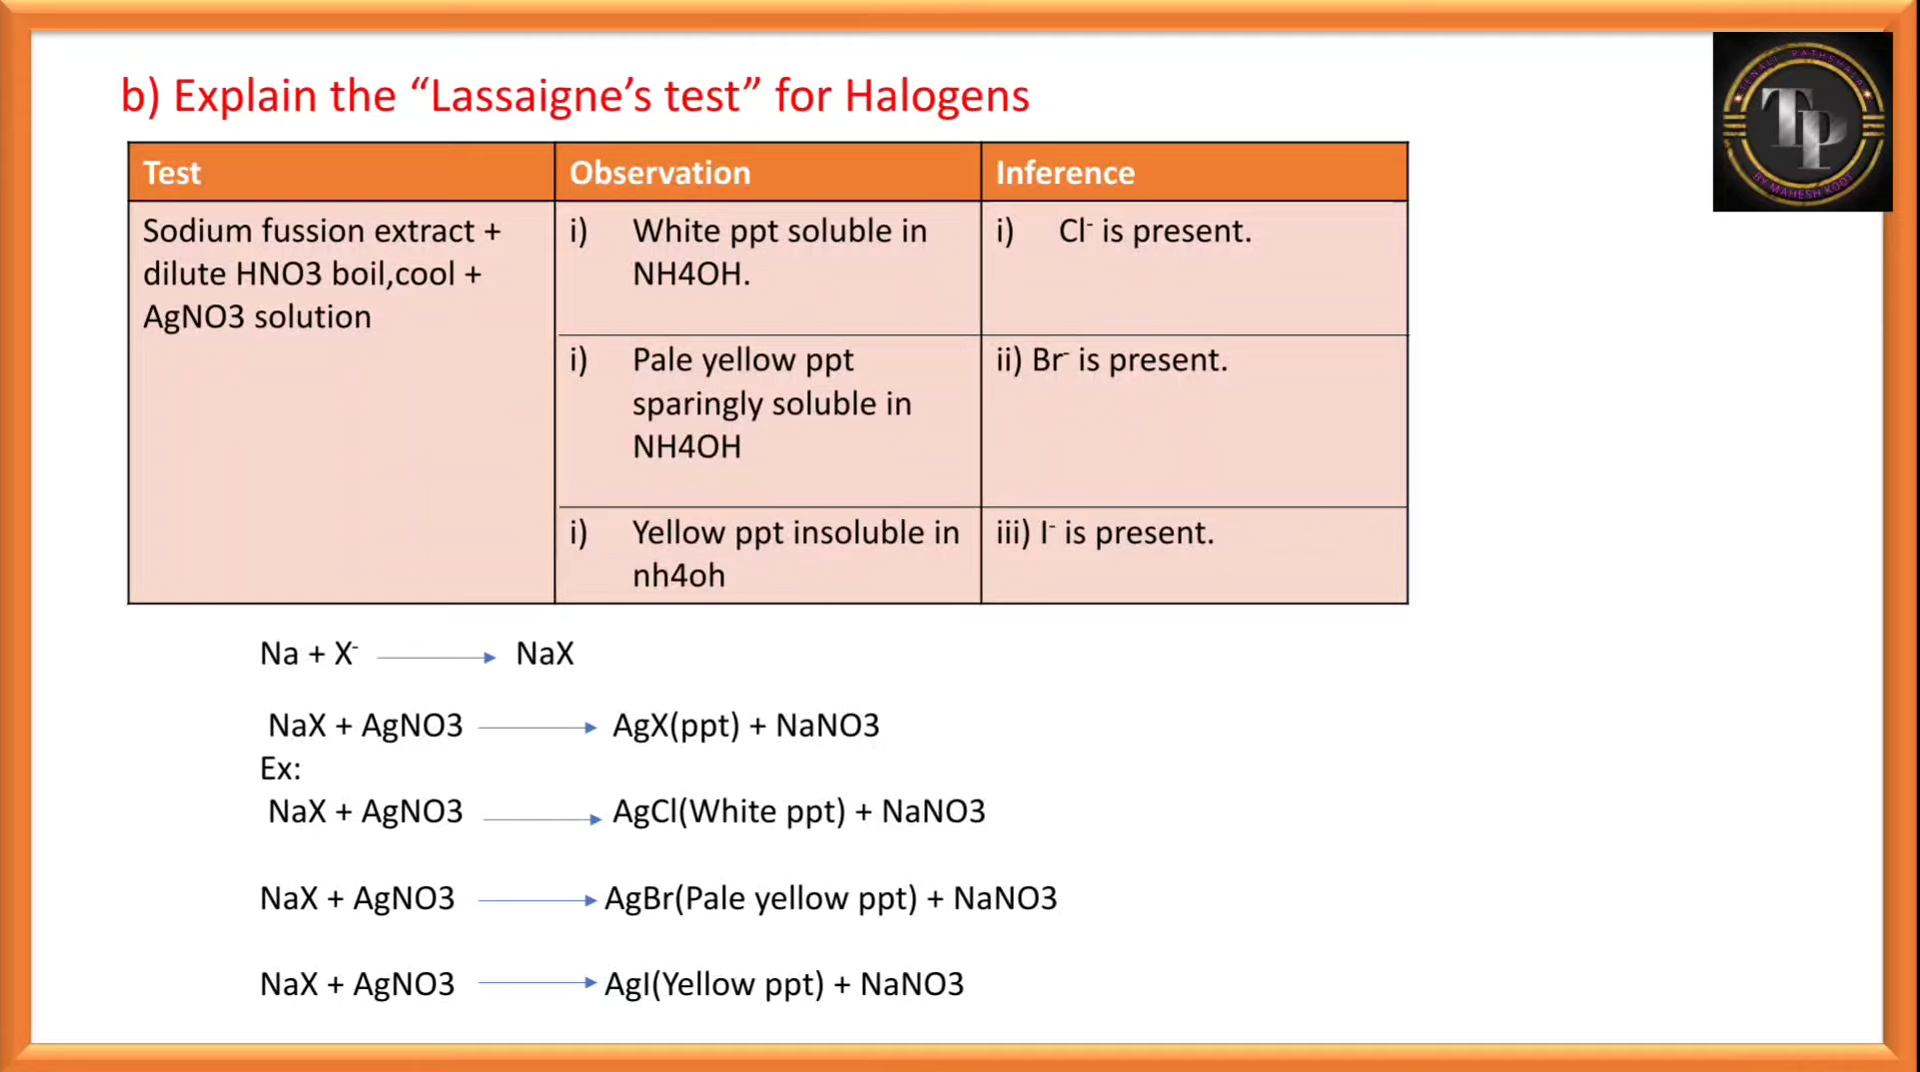 b) Explain the “Lassaigne’s test” for Halogens
Test
Observation
Inference
Sodium fussion extract +
dilute HNO3 boil,cool +
AgNO3 solution
i) White ppt soluble in
NH4OH.
i) Cl- is present.
i) Pale yellow ppt
sparingly soluble in
NH4OH
ii) Br- is present.
i) Yellow ppt insoluble in
nh4oh
iii) I- is present.
Na + X- → NaX
NaX + AgNO3 → AgX(ppt) + NaNO3
Ex:
NaX + AgNO3 → AgCl(White ppt) + NaNO3
NaX + AgNO3 → AgBr(Pale yellow ppt) + NaNO3
NaX + AgNO3 → AgI(Yellow ppt) + NaNO3
PATHSHALA
TP
BY MAHESH